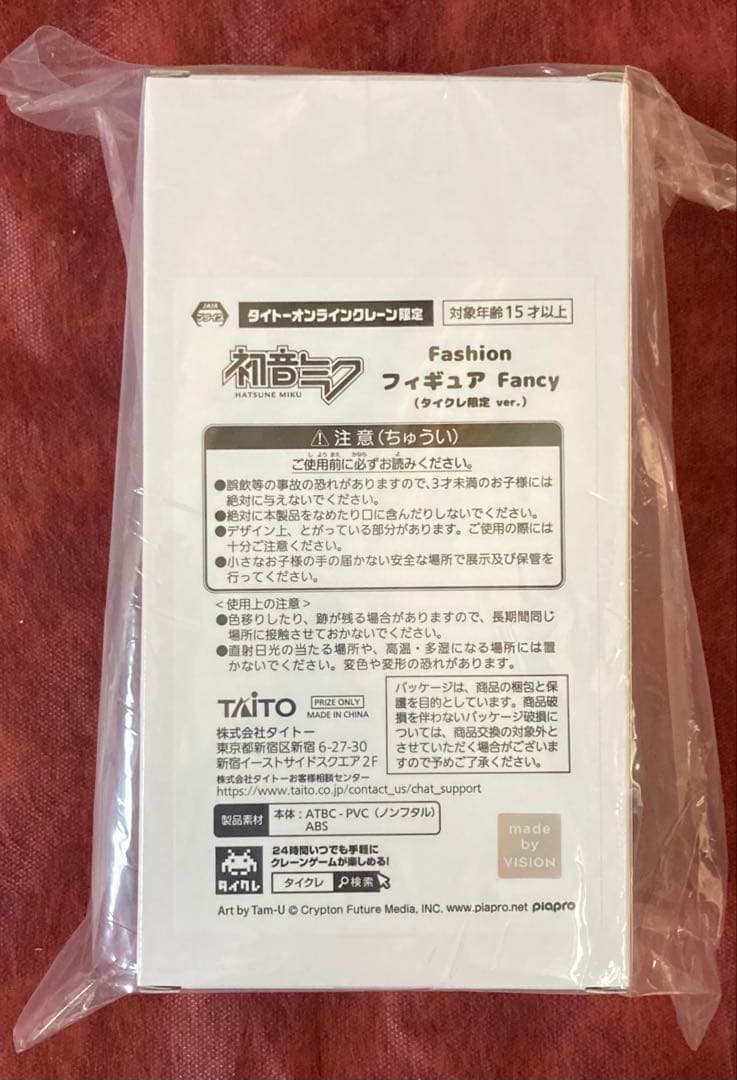 JAIA
プライズ
タイトーオンラインクレーン限定
対象年齢15才以上
初音ミク
HATSUNE MIKU
Fashion
フィギュア Fancy
(タイクレ限定 ver.)
⚠注意(ちゅうい)
ご使用前に必ずお読みください。
●誤飲等の事故の恐れがありますので、3才未満のお子様には
絶対に与えないでください。
●絶対に本製品をなめたり口に含んだりしないでください。
●デザイン上、とがっている部分があります。ご使用の際には
十分ご注意ください。
●小さなお子様の手の届かない安全な場所で展示及び保管を
行ってください。
<使用上の注意>
●色移りしたり、跡が残る場合がありますので、長期間同じ
場所に接触させておかないでください。
●直射日光の当たる場所や、高温・多湿になる場所には置
かないでください。変色や変形の恐れがあります。
TAITO
PRIZE ONLY
MADE IN CHINA
株式会社タイトー
東京都新宿区新宿6-27-30
新宿イーストサイドスクエア2F
株式会社タイトーお客様相談センター
https://www.taito.co.jp/contact_us/chat_support
パッケージは、商品の梱包と保
護を目的としています。商品破
損を伴わないパッケージ破損に
ついては、商品交換の対象外と
させていただく場合がございま
すので予めご了承ください。
製品素材
本体:ATBC-PVC(ノンフタル)
ABS
made
by
VISION
タイクレ
24時間いつでも手軽に
クレーンゲームが楽しめる!
タイクレ
検索
Art by Tam-U © Crypton Future Media, INC. www.piapro.net piapro